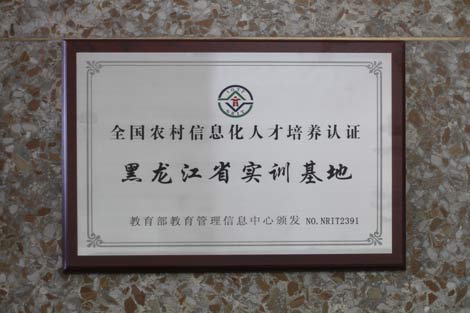 全国农村信息化人才培养认证
黑龙江省实训基地
教育部教育管理信息中心颁发 NO.NRIT2391